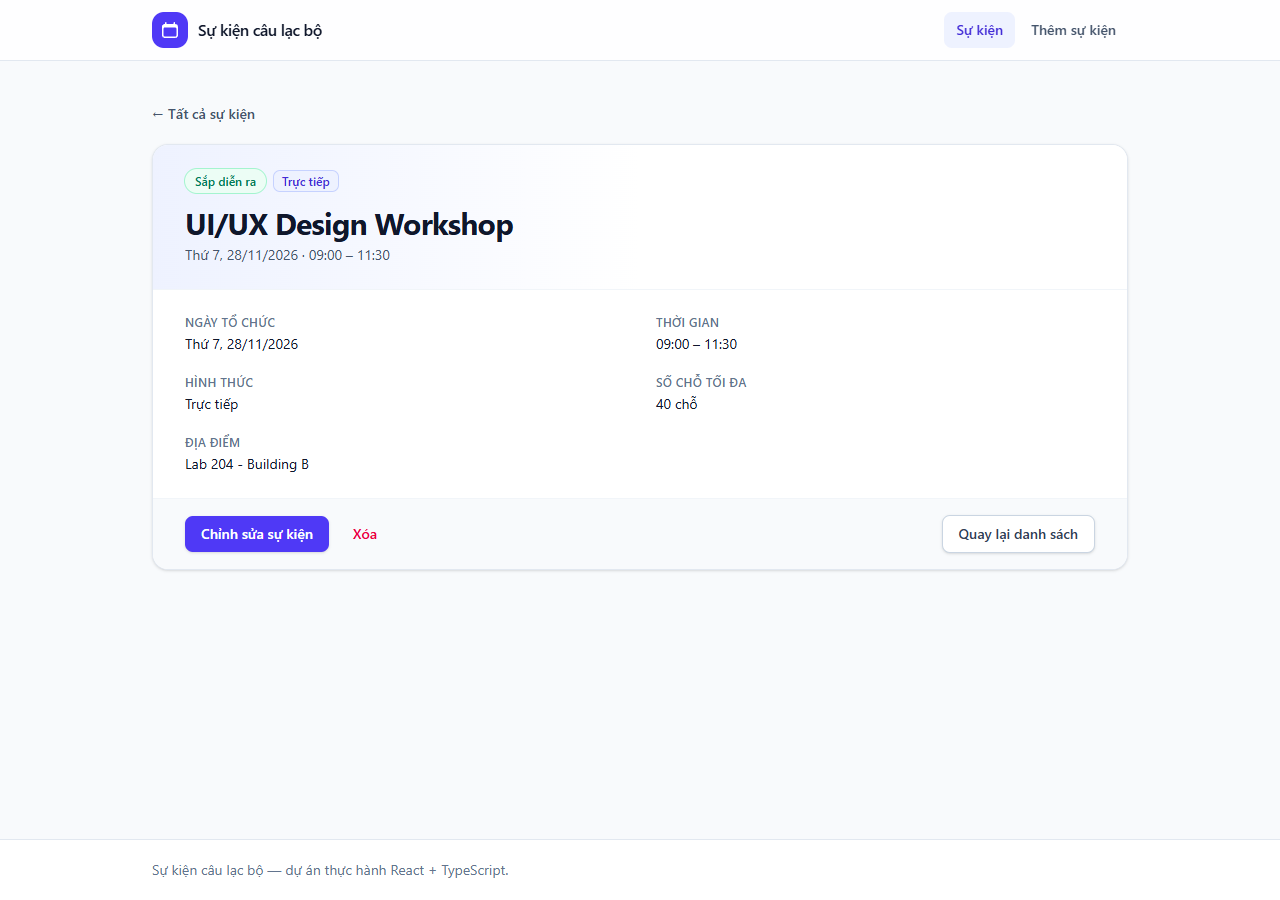 Sự kiện câu lạc bộ
Sự kiện
Thêm sự kiện
← Tất cả sự kiện
Sắp diễn ra
Trực tiếp
UI/UX Design Workshop
Thứ 7, 28/11/2026 · 09:00 – 11:30
NGÀY TỔ CHỨC
Thứ 7, 28/11/2026
THỜI GIAN
09:00 – 11:30
HÌNH THỨC
Trực tiếp
SỐ CHỖ TỐI ĐA
40 chỗ
ĐỊA ĐIỂM
Lab 204 - Building B
Chỉnh sửa sự kiện
Xóa
Quay lại danh sách
Sự kiện câu lạc bộ — dự án thực hành React + TypeScript.